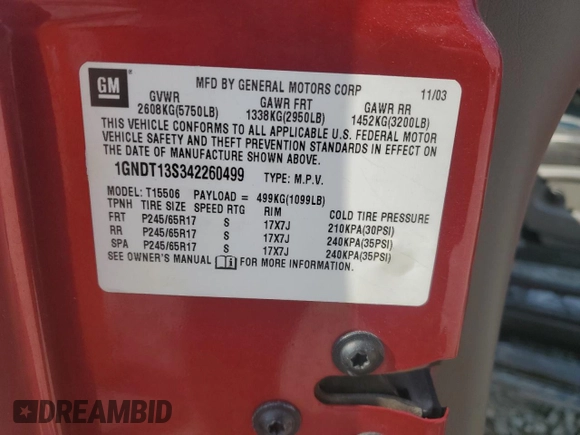 GM
MFD BY GENERAL MOTORS CORP 11/03
GVWR GAWR FRT GAWR RR
2608KG(5750LB) 1338KG(2950LB) 1452KG(3200LB)
THIS VEHICLE CONFORMS TO ALL APPLICABLE U.S. FEDERAL MOTOR
VEHICLE SAFETY AND THEFT PREVENTION STANDARDS IN EFFECT ON
THE DATE OF MANUFACTURE SHOWN ABOVE.
1GNDT13S342260499 TYPE: M.P.V.
MODEL: T15506 PAYLOAD = 499KG(1099LB)
TPNH TIRE SIZE SPEED RTG RIM COLD TIRE PRESSURE
FRT P245/65R17 S 17X7J 210KPA(30PSI)
RR P245/65R17 S 17X7J 240KPA(35PSI)
SPA P245/65R17 S 17X7J 240KPA(35PSI)
SEE OWNER'S MANUAL FOR MORE INFORMATION.
DREAMBID